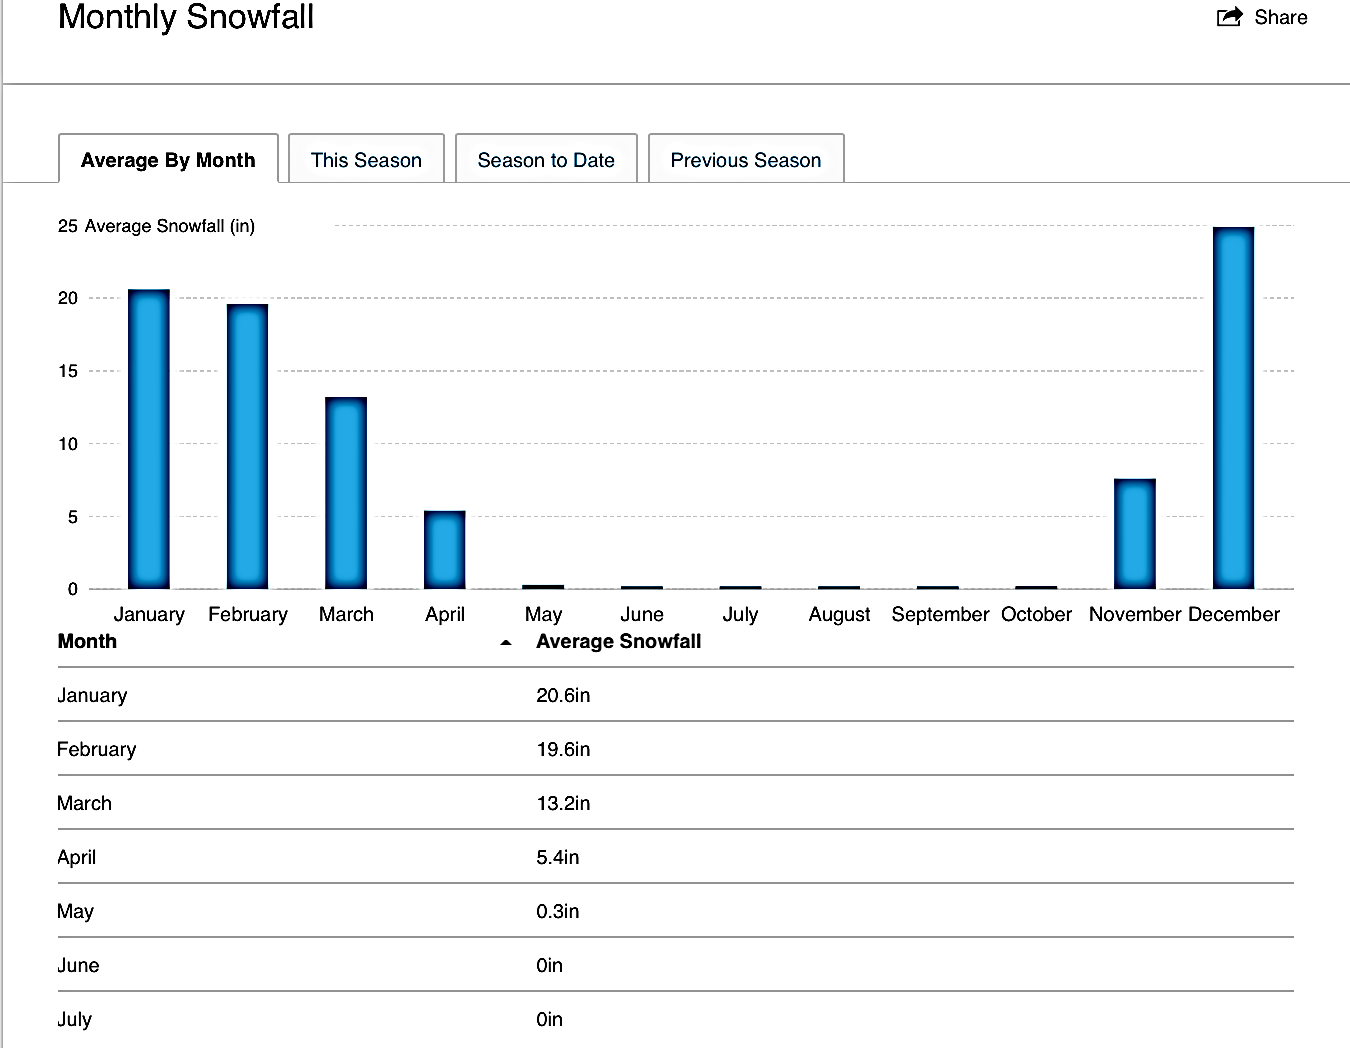 Monthly Snowfall
Share
Average By Month
This Season
Season to Date
Previous Season
25 Average Snowfall (in)
20
15
10
5
0
January February March April May June July August September October November December
Month Average Snowfall
January 20.6in
February 19.6in
March 13.2in
April 5.4in
May 0.3in
June 0in
July 0in